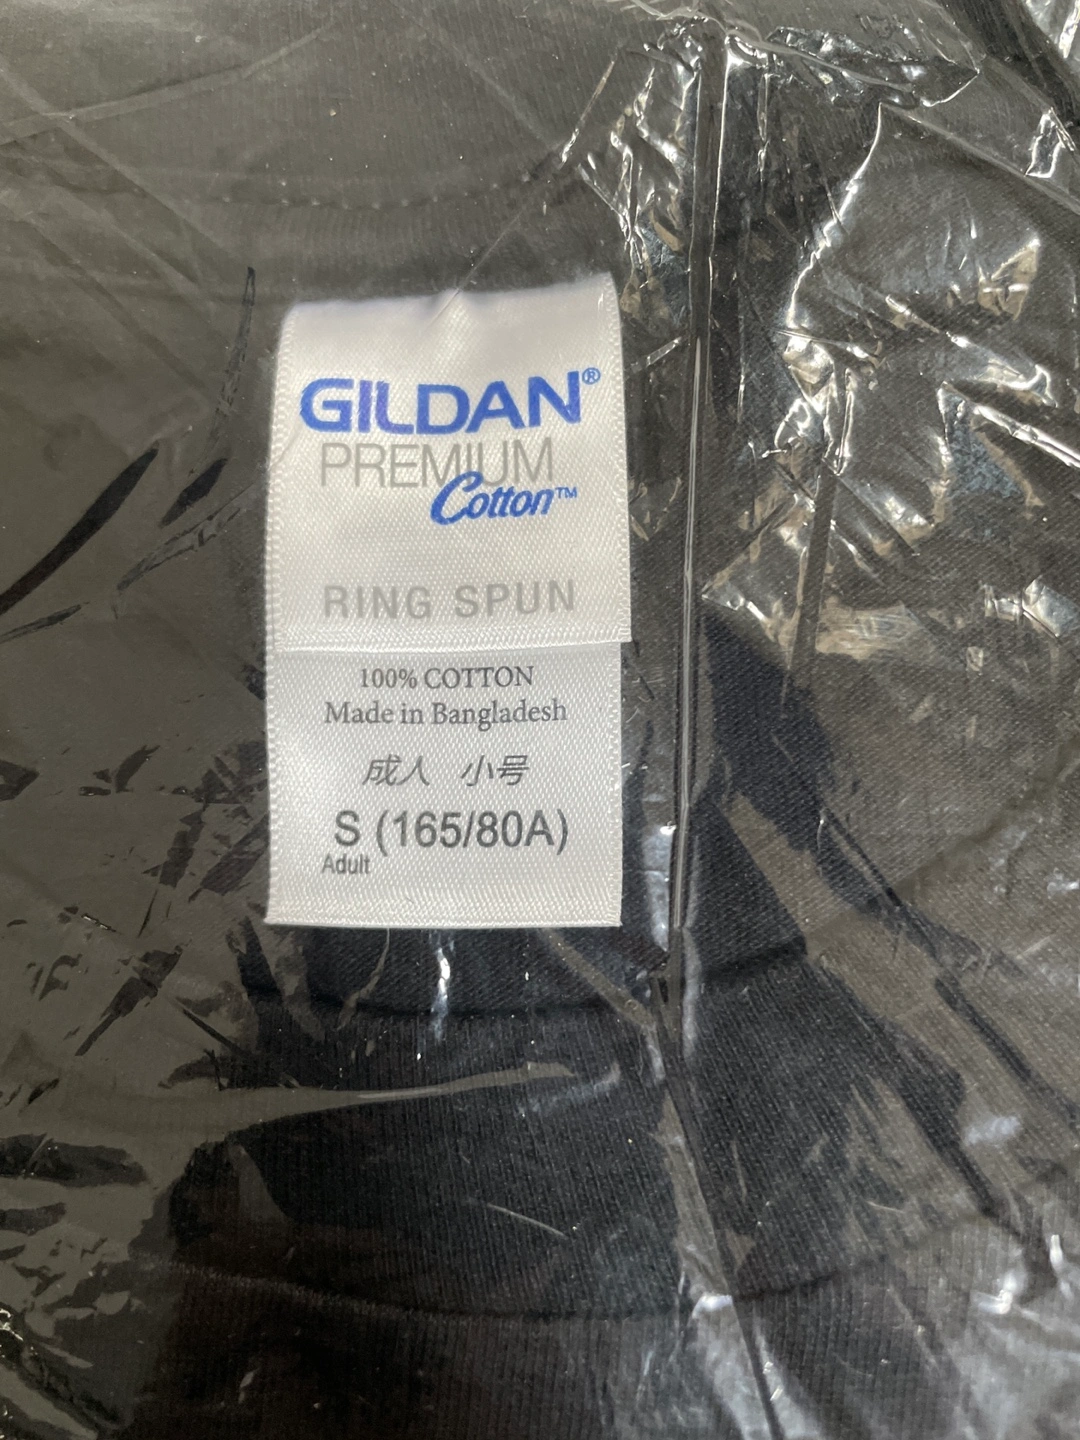 GILDAN®
PREMIUM
Cotton™
RING SPUN
100% COTTON
Made in Bangladesh
成人 小号
S (165/80A)
Adult